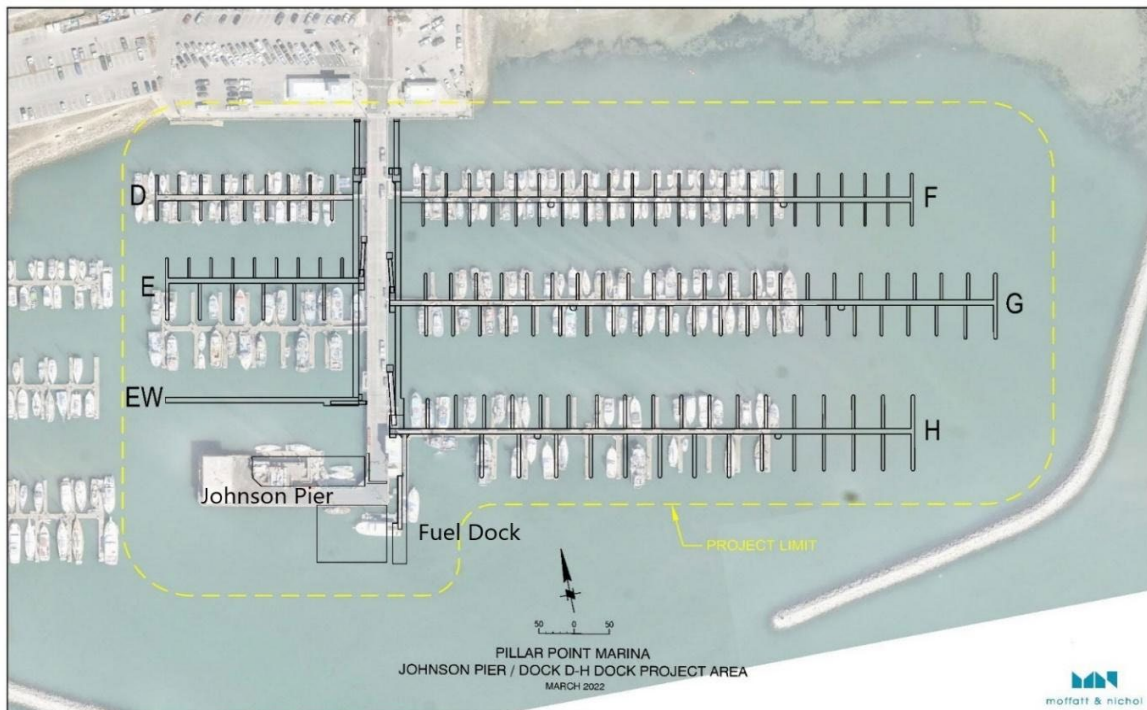 D
F
E
G
EW
H
Johnson Pier
Fuel Dock
PROJECT LIMIT
50 0 50
PILLAR POINT MARINA
JOHNSON PIER / DOCK D-H DOCK PROJECT AREA
MARCH 2022
moffatt & nichol